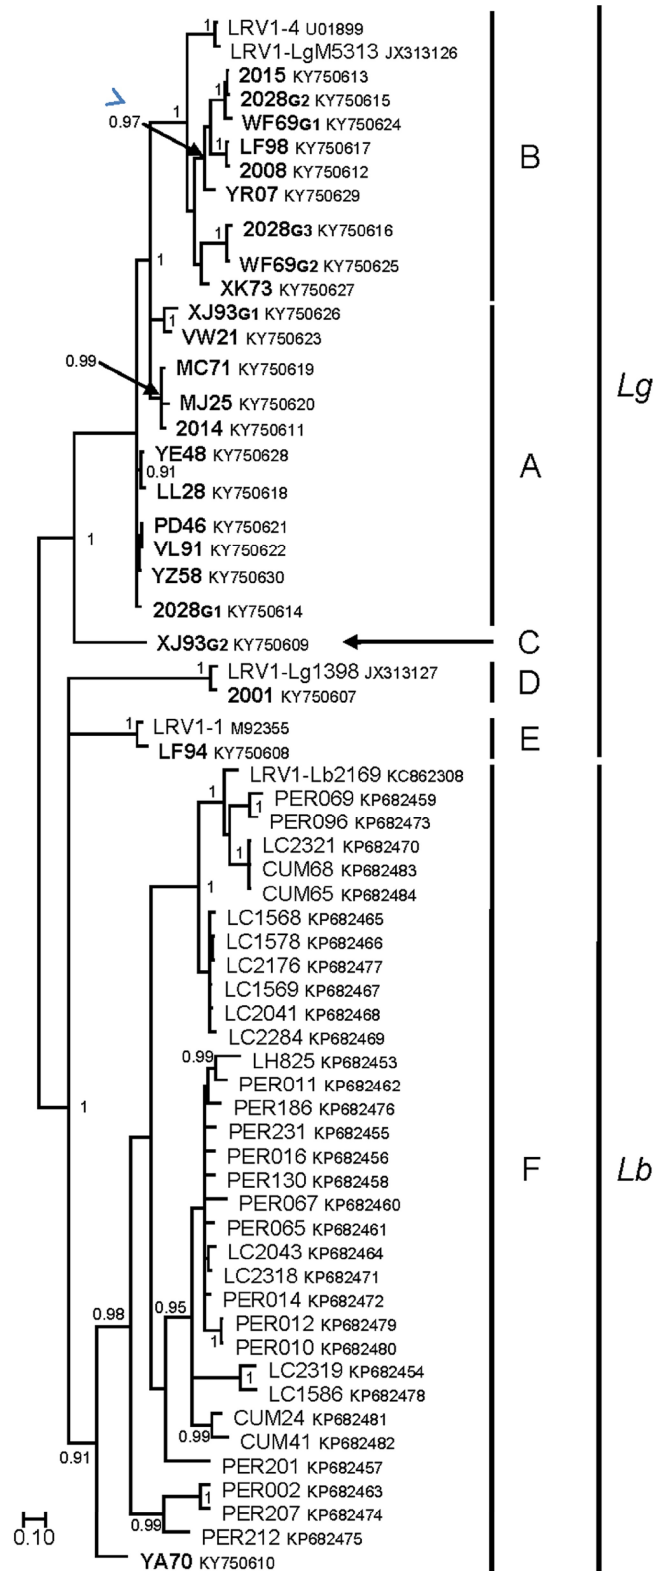 1
LRV1-4 U01899
LRV1-LgM5313 JX313126
2015 KY750613
1
2028G2 KY750615
0.97
1
WF69G1 KY750624
1
LF98 KY750617
2008 KY750612
B
YR07 KY750629
1
2028G3 KY750616
1
WF69G2 KY750625
XK73 KY750627
XJ93G1 KY750626
1
VW21 KY750623
0.99
MC71 KY750619
Lg
MJ25 KY750620
2014 KY750611
YE48 KY750628
0.91
A
LL28 KY750618
PD46 KY750621
1
VL91 KY750622
YZ58 KY750630
2028G1 KY750614
XJ93G2 KY750609
C
1
LRV1-Lg1398 JX313127
D
2001 KY750607
1
LRV1-1 M92355
E
LF94 KY750608
LRV1-Lb2169 KC862308
1
PER069 KP682459
1
PER096 KP682473
LC2321 KP682470
1
CUM68 KP682483
1
CUM65 KP682484
LC1568 KP682465
LC1578 KP682466
LC2176 KP682477
LC1569 KP682467
LC2041 KP682468
LC2284 KP682469
0.99
LH825 KP682453
PER011 KP682462
1
PER186 KP682476
PER231 KP682455
PER016 KP682456
F
Lb
PER130 KP682458
PER067 KP682460
PER065 KP682461
LC2043 KP682464
LC2318 KP682471
PER014 KP682472
0.98
0.95
PER012 KP682479
1
PER010 KP682480
LC2319 KP682454
1
LC1586 KP682478
CUM24 KP682481
0.99
CUM41 KP682482
0.91
PER201 KP682457
PER002 KP682463
1
PER207 KP682474
0.99
PER212 KP682475
0.10
YA70 KY750610